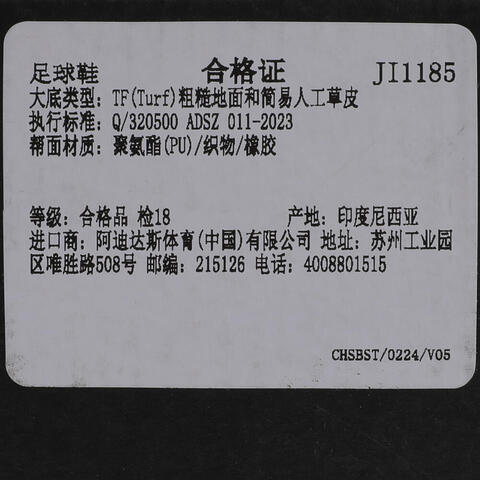 足球鞋 合格证 JI1185
大底类型: TF(Turf)粗糙地面和简易人工草皮
执行标准: Q/320500 ADSZ 011-2023
帮面材质: 聚氨酯(PU)/织物/橡胶
等级: 合格品 检18 产地: 印度尼西亚
进口商: 阿迪达斯体育(中国)有限公司 地址: 苏州工业园
区唯胜路508号 邮编: 215126 电话: 4008801515
CHSBST/0224/V05